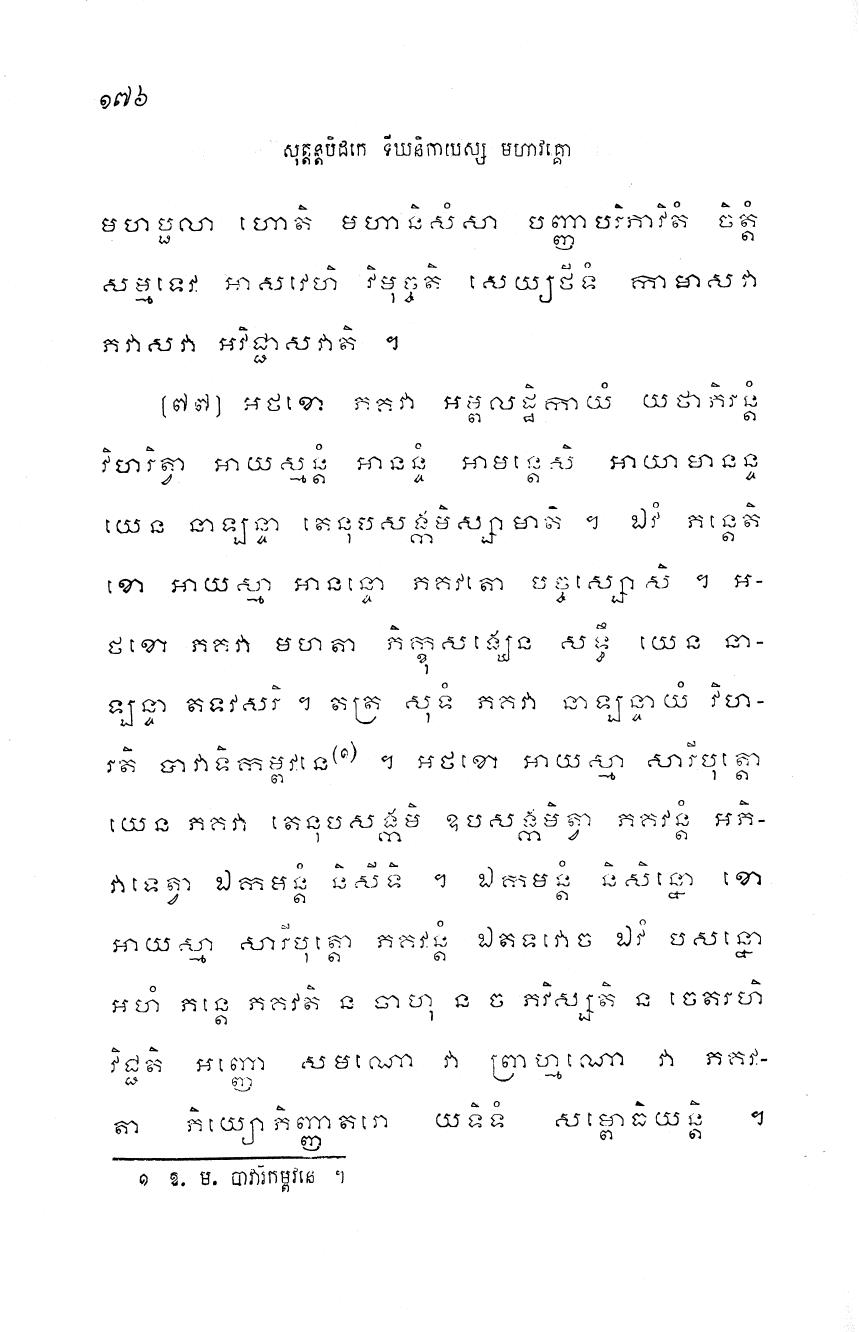 ១៧៦
សុត្តន្តបិដកេ ទីឃនិកាយស្ស មហាវគ្គោ
មហប្ផលា ហោតិ មហានិសំសា បញ្ញាបរិភាវិតំ ចិត្តំ
សម្មទេវ អាសវេហិ វិមុច្ចតិ សេយ្យថីទំ កាមាសវា
ភវាសវា អវិជ្ជាសវាតិ ។
[៧៧] អថខោ ភគវា អម្ពលដ្ឋិកាយំ យថាភិរន្តំ
វិហរិត្វា អាយស្មន្តំ អានន្ទំ អាមន្តេសិ អាយាមានន្ទ
យេន នាឡន្ទា តេនុបសង្កមិស្សាមាតិ ។ ឯវំ ភន្តេតិ
ខោ អាយស្មា អានន្ទោ ភគវតោ បច្ចស្សោសិ ។ អ-
ថខោ ភគវា មហតា ភិក្ខុសង្ឃេន សទ្ធឹ យេន នា-
ឡន្ទា តទវសរិ ។ តត្រ សុទំ ភគវា នាឡន្ទាយំ វិហ-
រតិ បាវាទិកម្ពវនេ(១) ។ អថខោ អាយស្មា សារីបុត្តោ
យេន ភគវា តេនុបសង្កមិ ឧបសង្កមិត្វា ភគវន្តំ អភិ-
វាទេត្វា ឯកមន្តំ និសីទិ ។ ឯកមន្តំ និសិន្នោ ខោ
អាយស្មា សារីបុត្តោ ភគវន្តំ ឯតទវោច ឯវំ បសន្នោ
អហំ ភន្តេ ភគវតិ ន ចាហុ ន ច ភវិស្សតិ ន ចេតរហិ
វិជ្ជតិ អញ្ញោ សមណោ វា ព្រាហ្មណោ វា ភគវ-
តា ភិយ្យោភិញ្ញាតរោ យទិទំ សម្ពោធិយន្តិ ។
១ ឱ. ម. បាវារិកម្ពវនេ ។